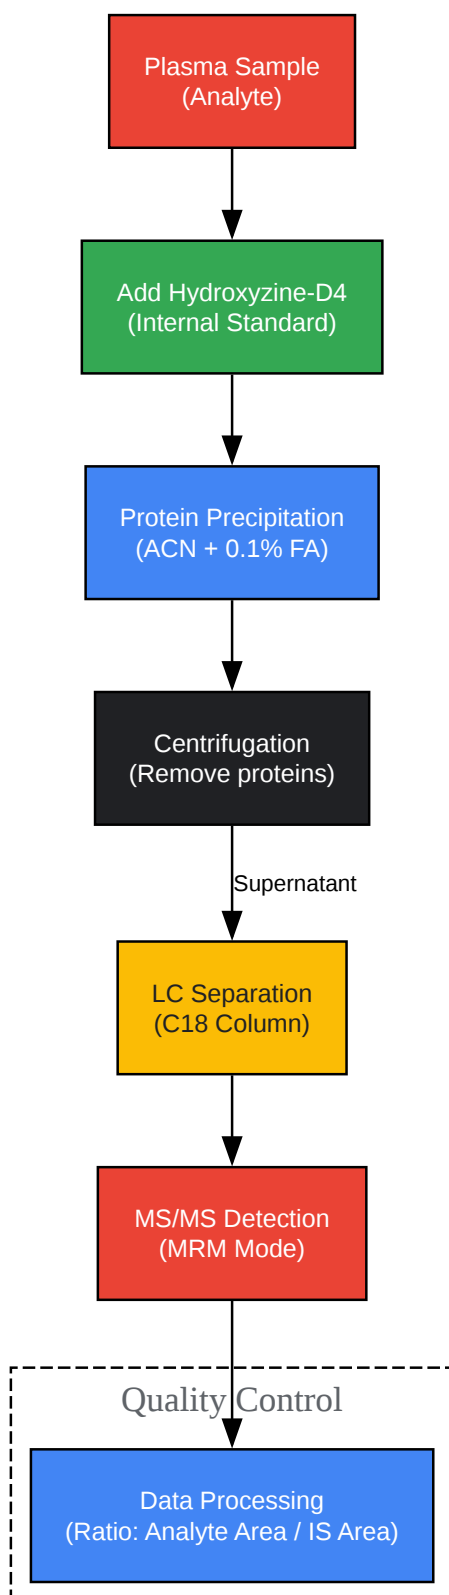 Plasma Sample
(Analyte)
Add Hydroxyzine-D4
(Internal Standard)
Protein Precipitation
(ACN + 0.1% FA)
Centrifugation
(Remove proteins)
Supernatant
LC Separation
(C18 Column)
MS/MS Detection
(MRM Mode)
Quality Control
Data Processing
(Ratio: Analyte Area / IS Area)